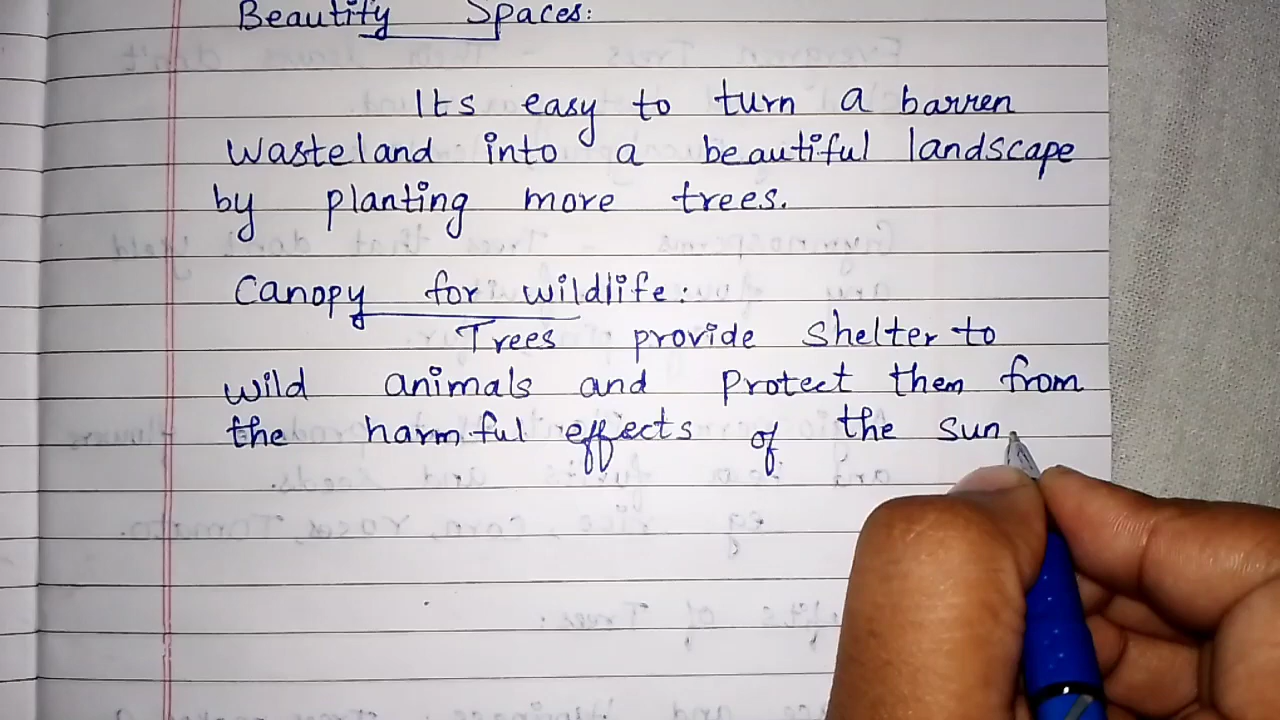 Beautify Spaces:
Its easy to turn a barren
wasteland into a beautiful landscape
by planting more trees.
Canopy for wildlife:
Trees provide shelter to
wild animals and protect them from
the harmful effects of the sun.